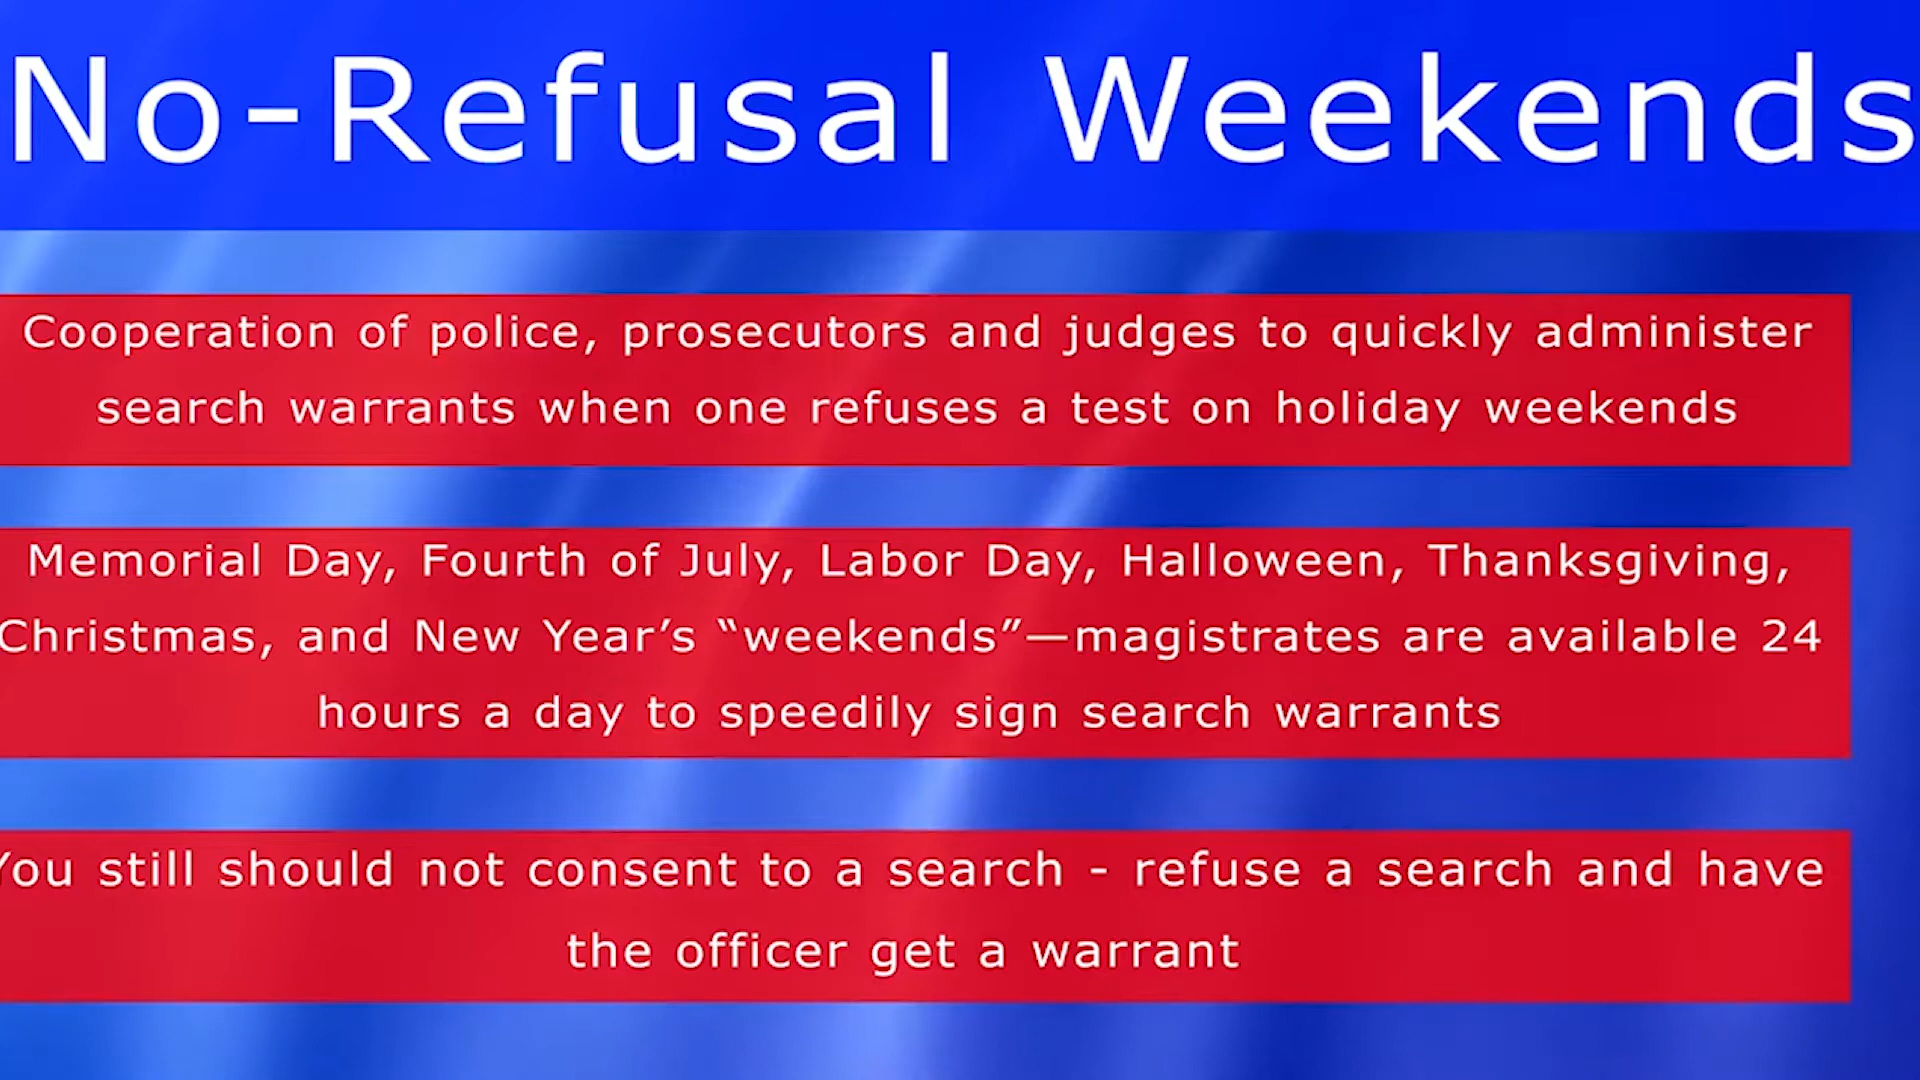 No-Refusal Weekends
Cooperation of police, prosecutors and judges to quickly administer
search warrants when one refuses a test on holiday weekends
Memorial Day, Fourth of July, Labor Day, Halloween, Thanksgiving,
Christmas, and New Year’s “weekends”—magistrates are available 24
hours a day to speedily sign search warrants
You still should not consent to a search - refuse a search and have
the officer get a warrant